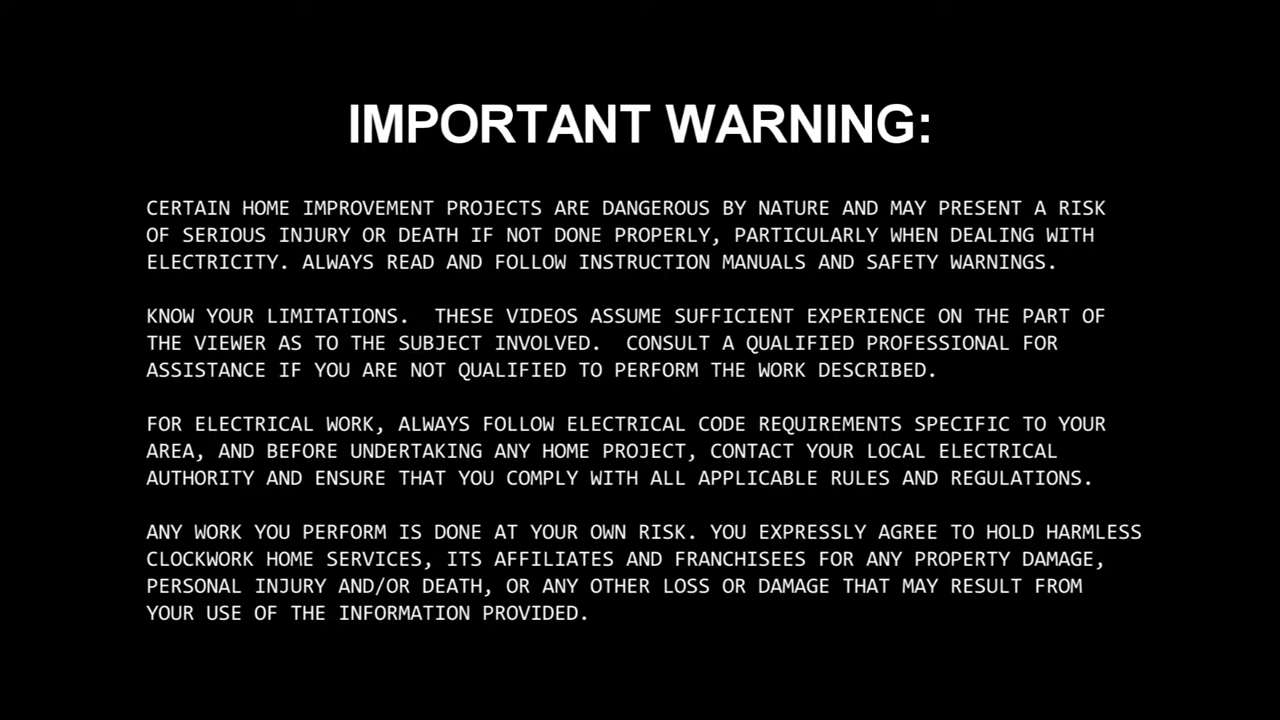 IMPORTANT WARNING:
CERTAIN HOME IMPROVEMENT PROJECTS ARE DANGEROUS BY NATURE AND MAY PRESENT A RISK
OF SERIOUS INJURY OR DEATH IF NOT DONE PROPERLY, PARTICULARLY WHEN DEALING WITH
ELECTRICITY. ALWAYS READ AND FOLLOW INSTRUCTION MANUALS AND SAFETY WARNINGS.
KNOW YOUR LIMITATIONS.  THESE VIDEOS ASSUME SUFFICIENT EXPERIENCE ON THE PART OF
THE VIEWER AS TO THE SUBJECT INVOLVED.  CONSULT A QUALIFIED PROFESSIONAL FOR
ASSISTANCE IF YOU ARE NOT QUALIFIED TO PERFORM THE WORK DESCRIBED.
FOR ELECTRICAL WORK, ALWAYS FOLLOW ELECTRICAL CODE REQUIREMENTS SPECIFIC TO YOUR
AREA, AND BEFORE UNDERTAKING ANY HOME PROJECT, CONTACT YOUR LOCAL ELECTRICAL
AUTHORITY AND ENSURE THAT YOU COMPLY WITH ALL APPLICABLE RULES AND REGULATIONS.
ANY WORK YOU PERFORM IS DONE AT YOUR OWN RISK. YOU EXPRESSLY AGREE TO HOLD HARMLESS
CLOCKWORK HOME SERVICES, ITS AFFILIATES AND FRANCHISEES FOR ANY PROPERTY DAMAGE,
PERSONAL INJURY AND/OR DEATH, OR ANY OTHER LOSS OR DAMAGE THAT MAY RESULT FROM
YOUR USE OF THE INFORMATION PROVIDED.